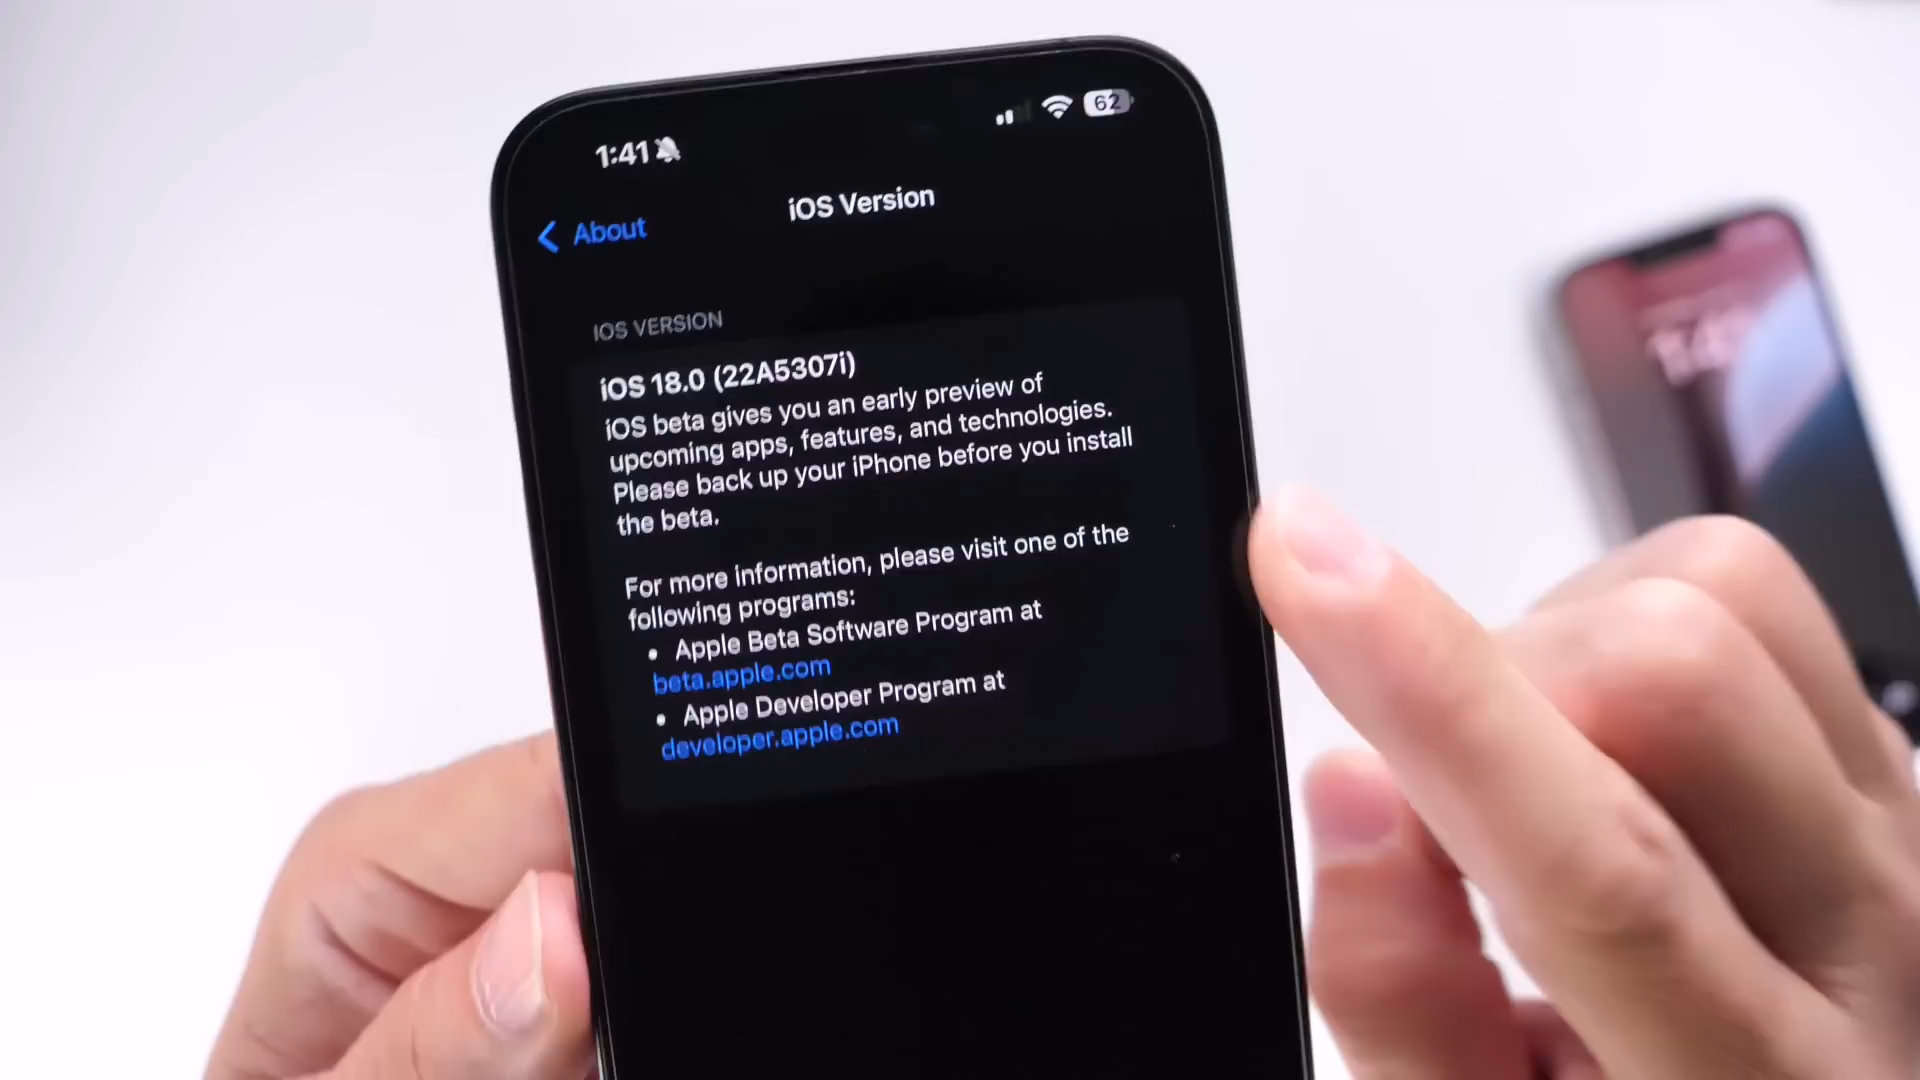 1:41
62
About
iOS Version
IOS VERSION
iOS 18.0 (22A5307i)
iOS beta gives you an early preview of
upcoming apps, features, and technologies.
Please back up your iPhone before you install
the beta.
For more information, please visit one of the
following programs:
• Apple Beta Software Program at
beta.apple.com
• Apple Developer Program at
developer.apple.com